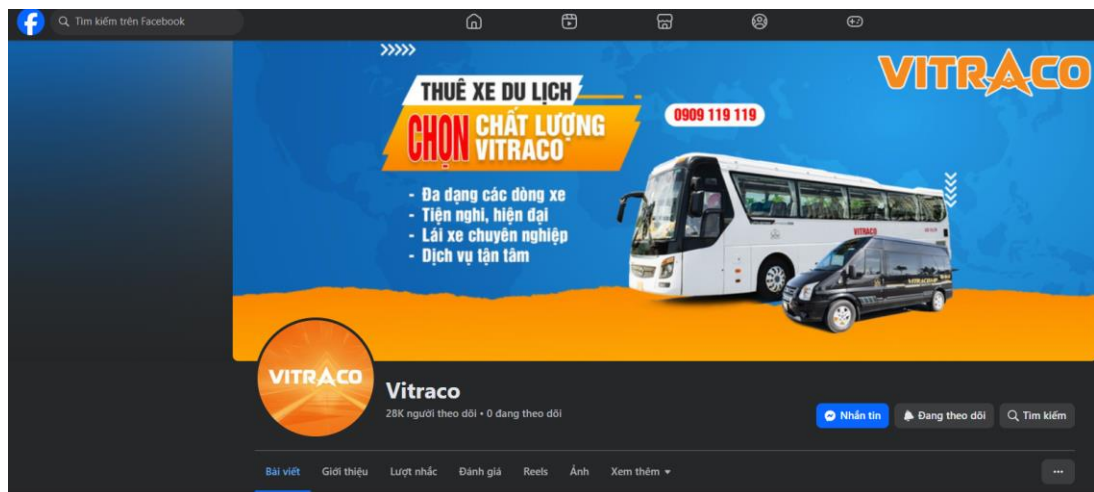 Tìm kiếm trên Facebook
VITRACO
THUÊ XE DU LỊCH
CHỌN CHẤT LƯỢNG
VITRACO
0909 119 119
- Đa dạng các dòng xe
- Tiện nghi, hiện đại
- Lái xe chuyên nghiệp
- Dịch vụ tận tâm
VITRACO
VITRACO
Vitraco
28K người theo dõi • 0 đang theo dõi
Nhắn tin
Đang theo dõi
Tìm kiếm
Bài viết Giới thiệu Lượt nhắc Đánh giá Reels Ảnh Xem thêm